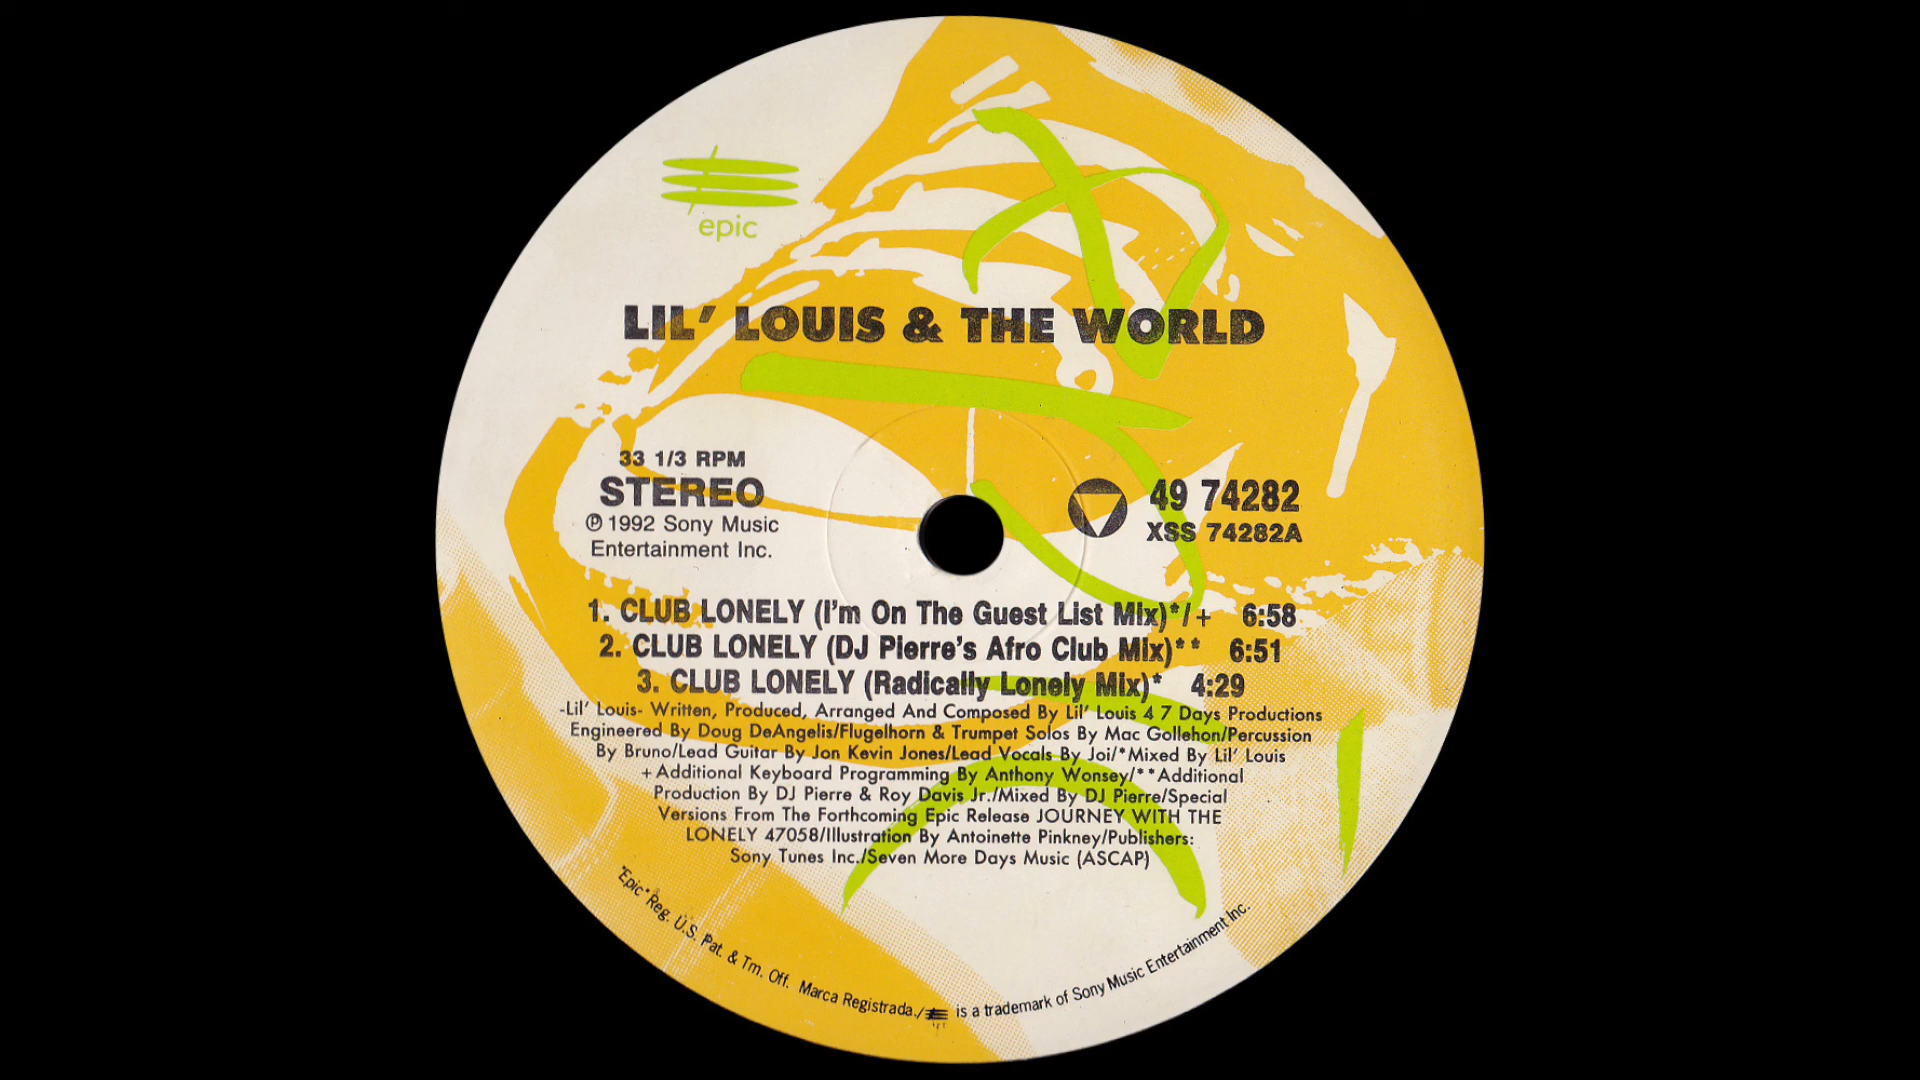 epic
LIL' LOUIS & THE WORLD
33 1/3 RPM
STEREO
℗ 1992 Sony Music
Entertainment Inc.
49 74282
XSS 74282A
1. CLUB LONELY (I'm On The Guest List Mix)*/+ 6:58
2. CLUB LONELY (DJ Pierre's Afro Club Mix)** 6:51
3. CLUB LONELY (Radically Lonely Mix)* 4:29
-Lil' Louis- Written, Produced, Arranged And Composed By Lil' Louis 4 7 Days Productions
Engineered By Doug DeAngelis/Flugelhorn & Trumpet Solos By Mac Gollehon/Percussion
By Bruno/Lead Guitar By Jon Kevin Jones/Lead Vocals By Joi/*Mixed By Lil' Louis
+Additional Keyboard Programming By Anthony Wonsey/**Additional
Production By DJ Pierre & Roy Davis Jr./Mixed By DJ Pierre/Special
Versions From The Forthcoming Epic Release JOURNEY WITH THE
LONELY 47058/Illustration By Antoinette Pinkney/Publishers:
Sony Tunes Inc./Seven More Days Music (ASCAP)
"Epic" Reg. U.S. Pat. & Tm. Off. Marca Registrada./ is a trademark of Sony Music Entertainment Inc.